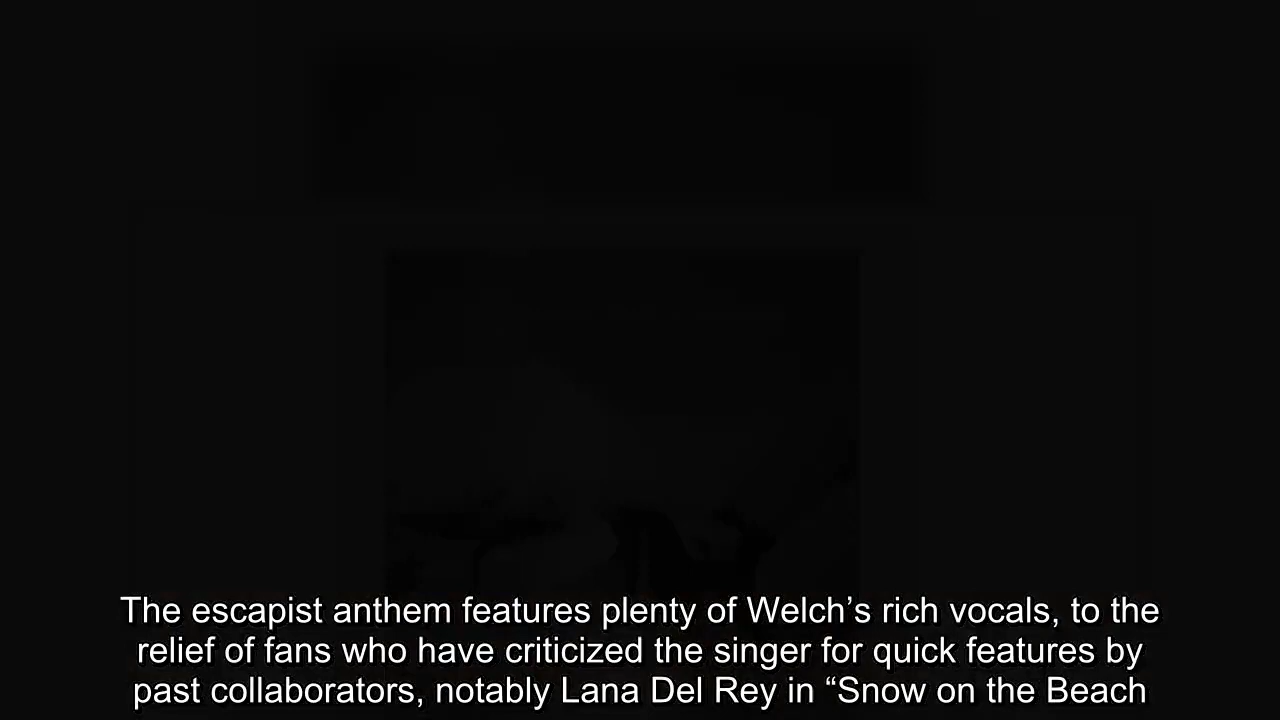 The escapist anthem features plenty of Welch’s rich vocals, to the
relief of fans who have criticized the singer for quick features by
past collaborators, notably Lana Del Rey in “Snow on the Beach